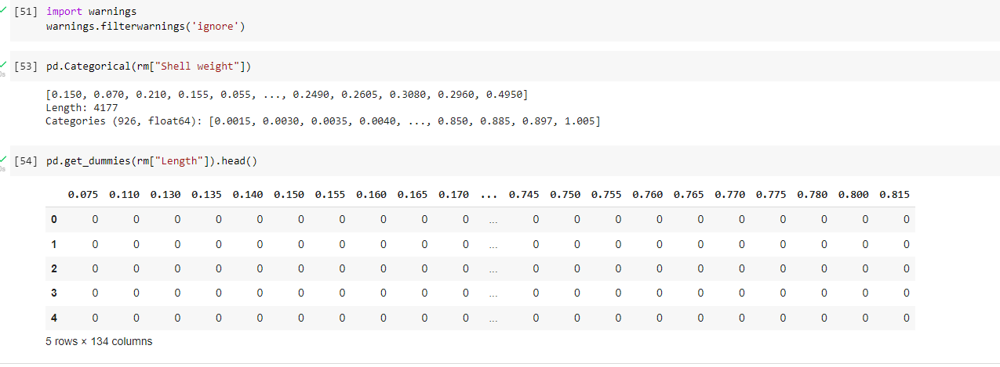 [51] import warnings
warnings.filterwarnings('ignore')
[53] pd.Categorical(rm["Shell weight"])
0s
[0.150, 0.070, 0.210, 0.155, 0.055, ..., 0.2490, 0.2605, 0.3080, 0.2960, 0.4950]
Length: 4177
Categories (926, float64): [0.0015, 0.0030, 0.0035, 0.0040, ..., 0.850, 0.885, 0.897, 1.005]
[54] pd.get_dummies(rm["Length"]).head()
0s
0.075 0.110 0.130 0.135 0.140 0.150 0.155 0.160 0.165 0.170 ... 0.745 0.750 0.755 0.760 0.765 0.770 0.775 0.780 0.800 0.815
0 0 0 0 0 0 0 0 0 0 0 ... 0 0 0 0 0 0 0 0 0 0
1 0 0 0 0 0 0 0 0 0 0 ... 0 0 0 0 0 0 0 0 0 0
2 0 0 0 0 0 0 0 0 0 0 ... 0 0 0 0 0 0 0 0 0 0
3 0 0 0 0 0 0 0 0 0 0 ... 0 0 0 0 0 0 0 0 0 0
4 0 0 0 0 0 0 0 0 0 0 ... 0 0 0 0 0 0 0 0 0 0
5 rows × 134 columns